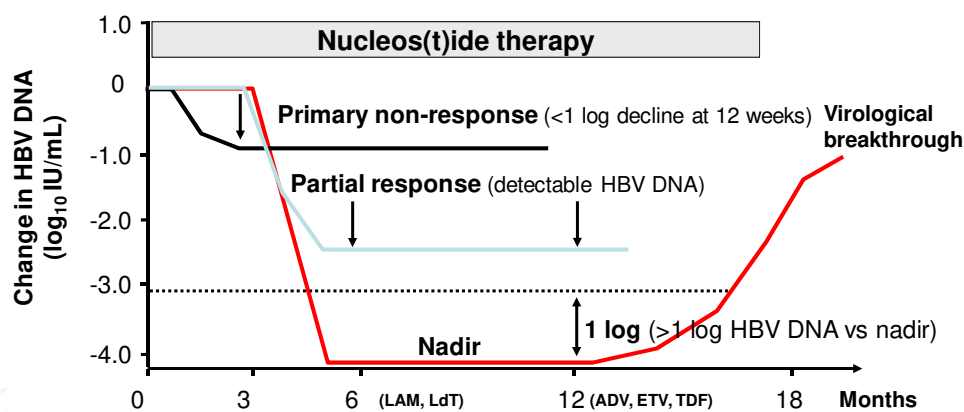 1.0
Nucleos(t)ide therapy
0
Primary non-response (<1 log decline at 12 weeks)
Virological
breakthrough
-1.0
Partial response (detectable HBV DNA)
-2.0
-3.0
1 log (>1 log HBV DNA vs nadir)
Nadir
-4.0
Change in HBV DNA
(log₁₀ IU/mL)
0 3 6 (LAM, LdT) 12 (ADV, ETV, TDF) 18 Months